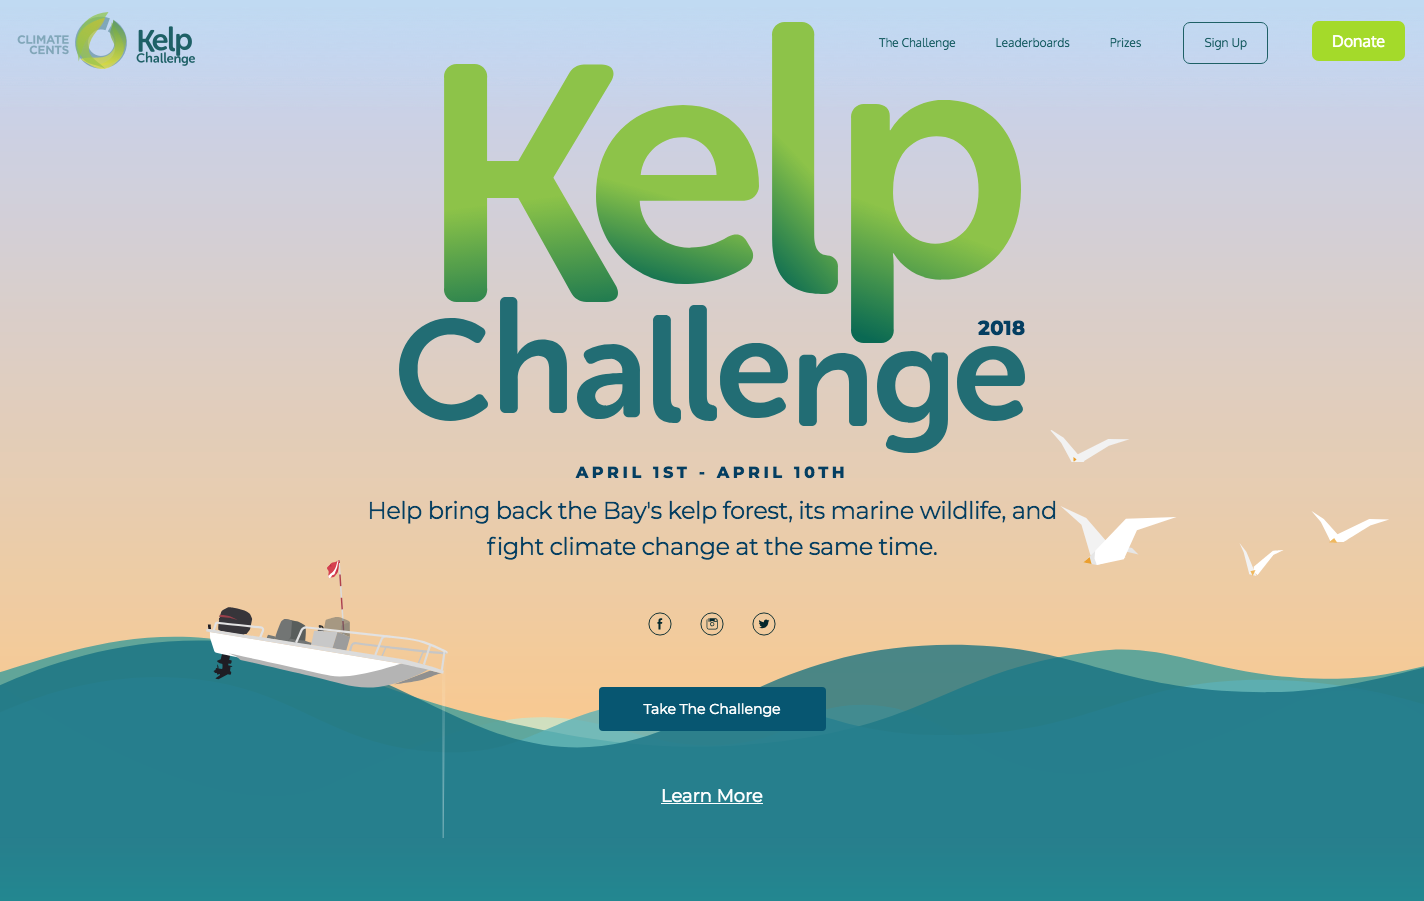 CLIMATE
CENTS
Kelp
Challenge
The Challenge
Leaderboards
Prizes
Sign Up
Donate
Kelp
2018
Challenge
APRIL 1ST - APRIL 10TH
Help bring back the Bay's kelp forest, its marine wildlife, and
fight climate change at the same time.
Take The Challenge
Learn More